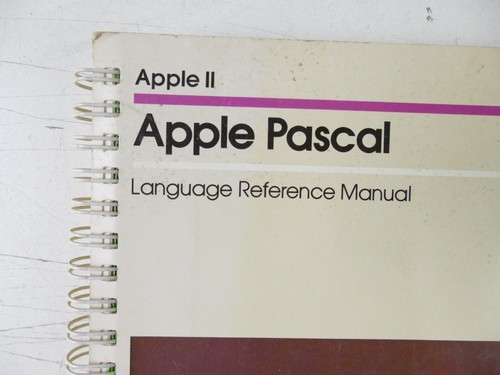 Apple II
Apple Pascal
Language Reference Manual